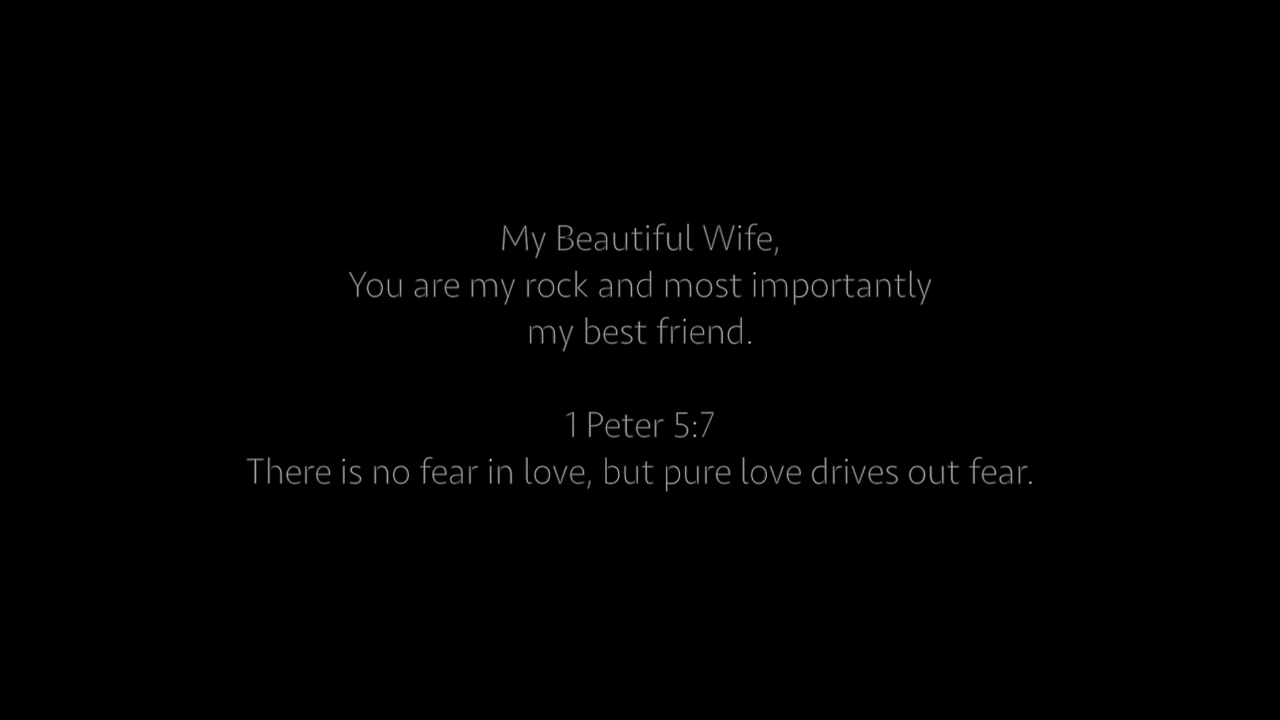 My Beautiful Wife,
You are my rock and most importantly
my best friend.
1 Peter 5:7
There is no fear in love, but pure love drives out fear.